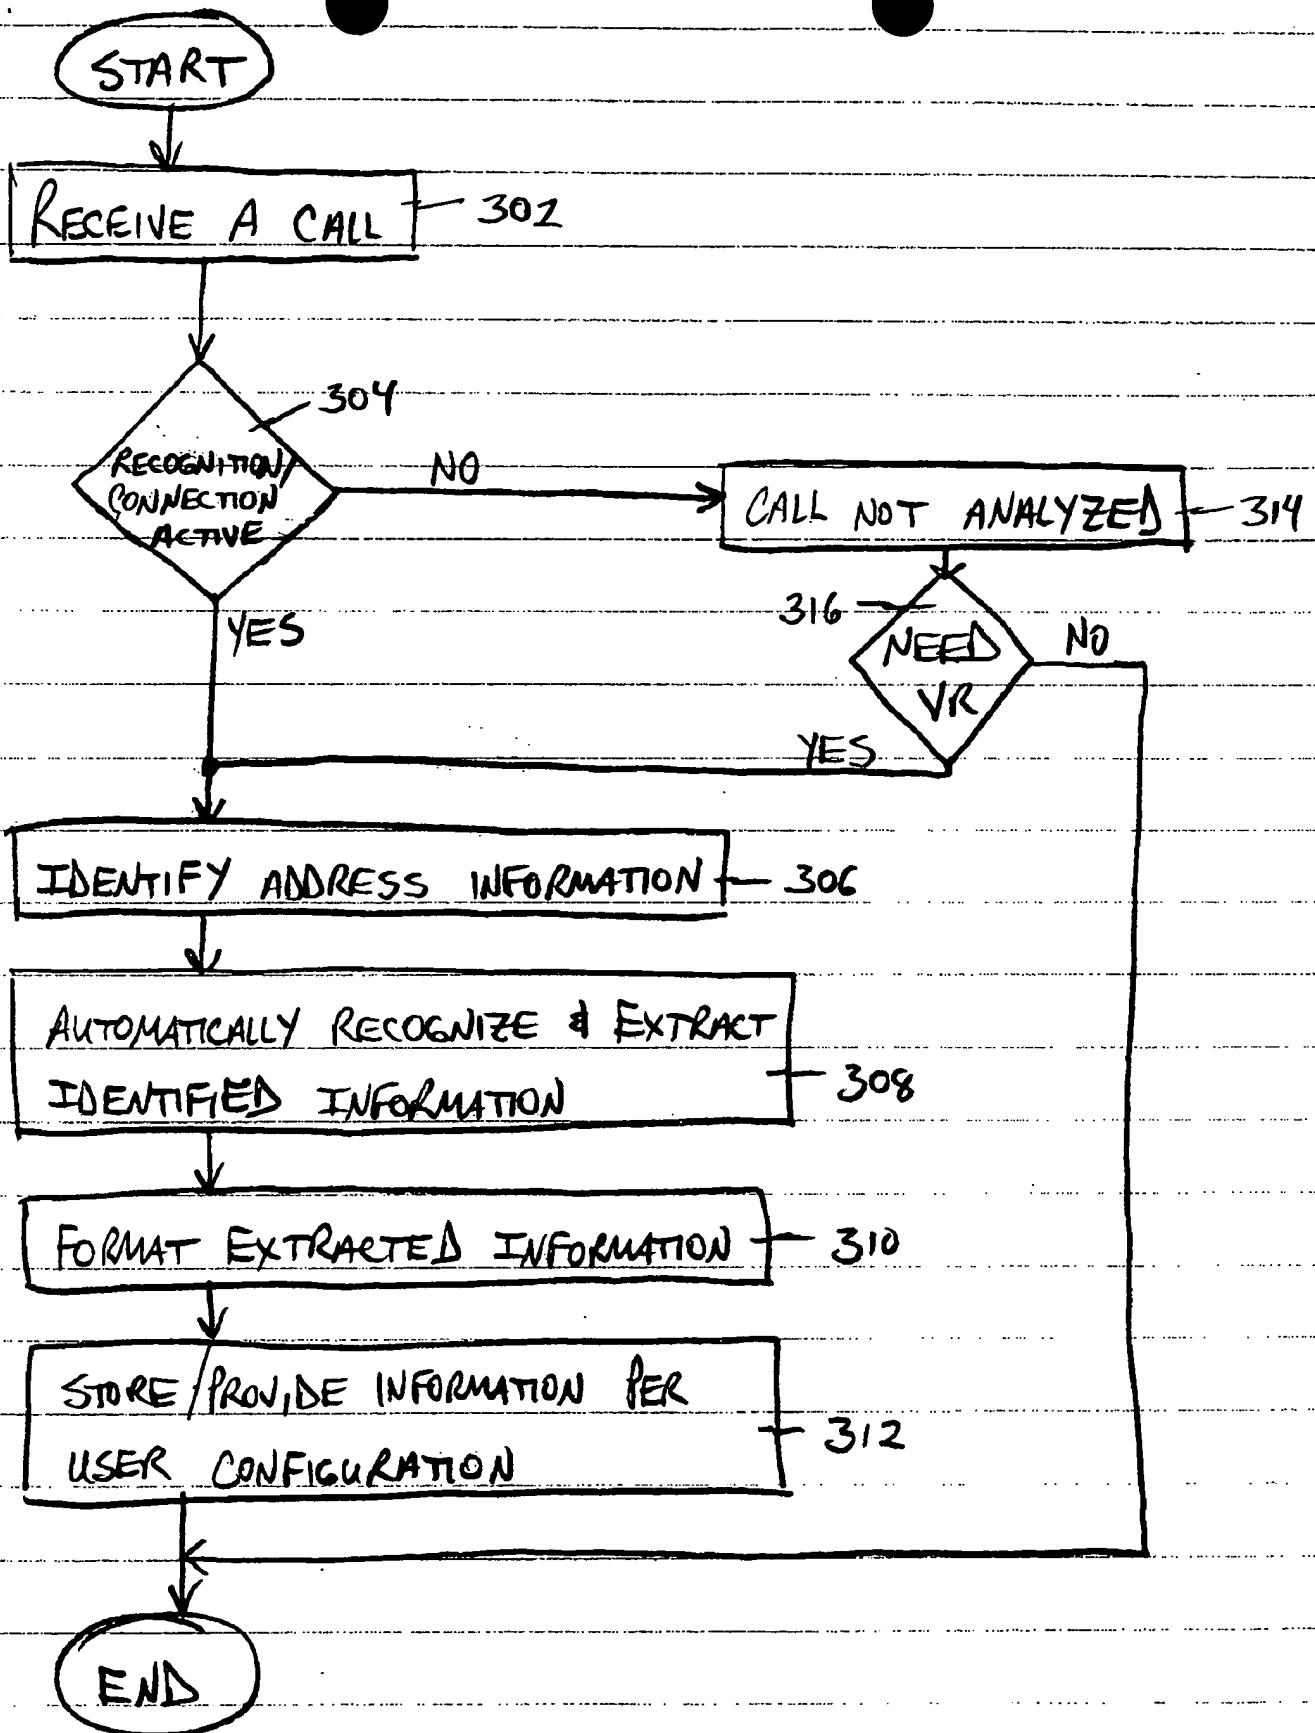 START
RECEIVE A CALL
302
304
RECOGNITION/
CONNECTION
ACTIVE
NO
CALL NOT ANALYZED
314
YES
316
NEED
VR
NO
YES
IDENTIFY ADDRESS INFORMATION
306
AUTOMATICALLY RECOGNIZE & EXTRACT
IDENTIFIED INFORMATION
308
FORMAT EXTRACTED INFORMATION
310
STORE/PROVIDE INFORMATION PER
USER CONFIGURATION
312
END